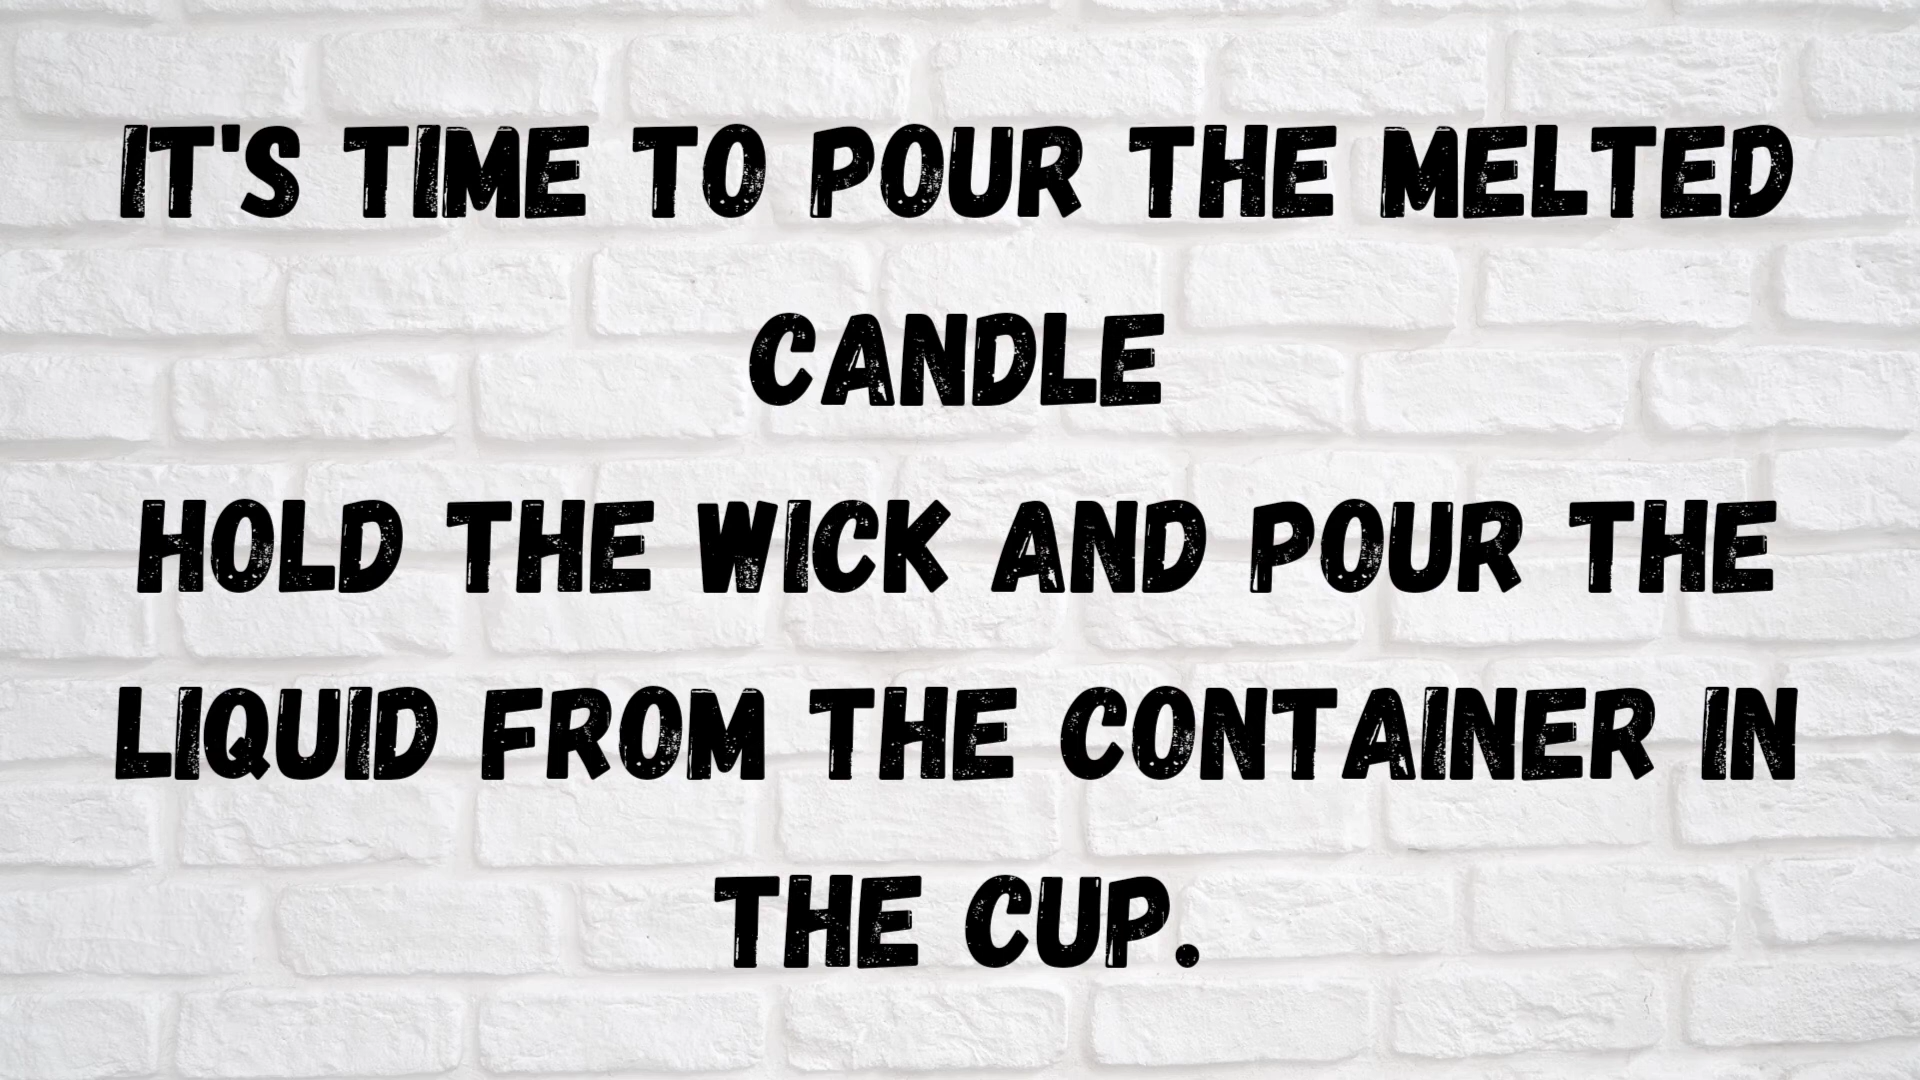 IT'S TIME TO POUR THE MELTED
CANDLE
HOLD THE WICK AND POUR THE
LIQUID FROM THE CONTAINER IN
THE CUP.